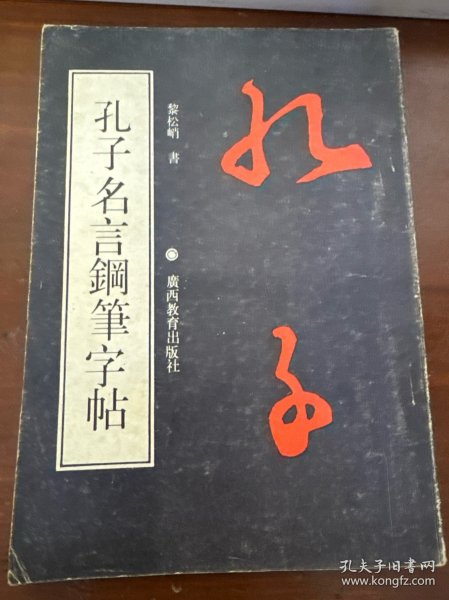 孔子
黎松峭 書
廣西教育出版社
孔子名言鋼筆字帖
孔夫子旧书网
www.kongfz.com